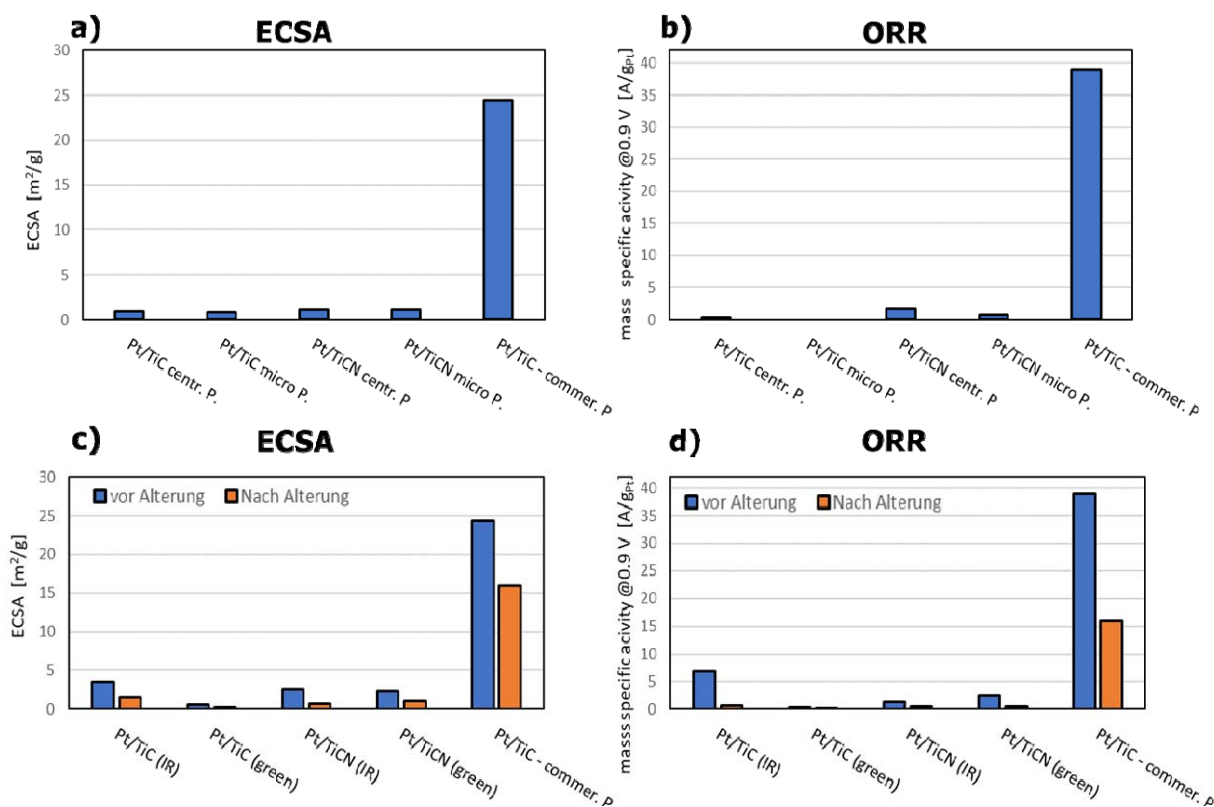 a)
ECSA
ECSA [m²/g]
30
25
20
15
10
5
0
Pt/TiC centr. P.
Pt/TiC micro P.
Pt/TiCN centr. P
Pt/TiCN micro P.
Pt/TiC - commer. P
b)
ORR
mass specific acivity @0.9 V [A/gPt]
40
35
30
25
20
15
10
5
0
Pt/TiC centr. P.
Pt/TiC micro P.
Pt/TiCN centr. P
Pt/TiCN micro P.
Pt/TiC - commer. P
c)
ECSA
ECSA [m²/g]
30
25
20
15
10
5
0
vor Alterung
Nach Alterung
Pt/TiC (IR)
Pt/TiC (green)
Pt/TiCN (IR)
Pt/TiCN (green)
Pt/TiC - commer. P
d)
ORR
masss specific acivity @0.9 V [A/gPt]
40
35
30
25
20
15
10
5
0
vor Alterung
Nach Alterung
Pt/TiC (IR)
Pt/TiC (green)
Pt/TiCN (IR)
Pt/TiCN (green)
Pt/TiC - commer. P